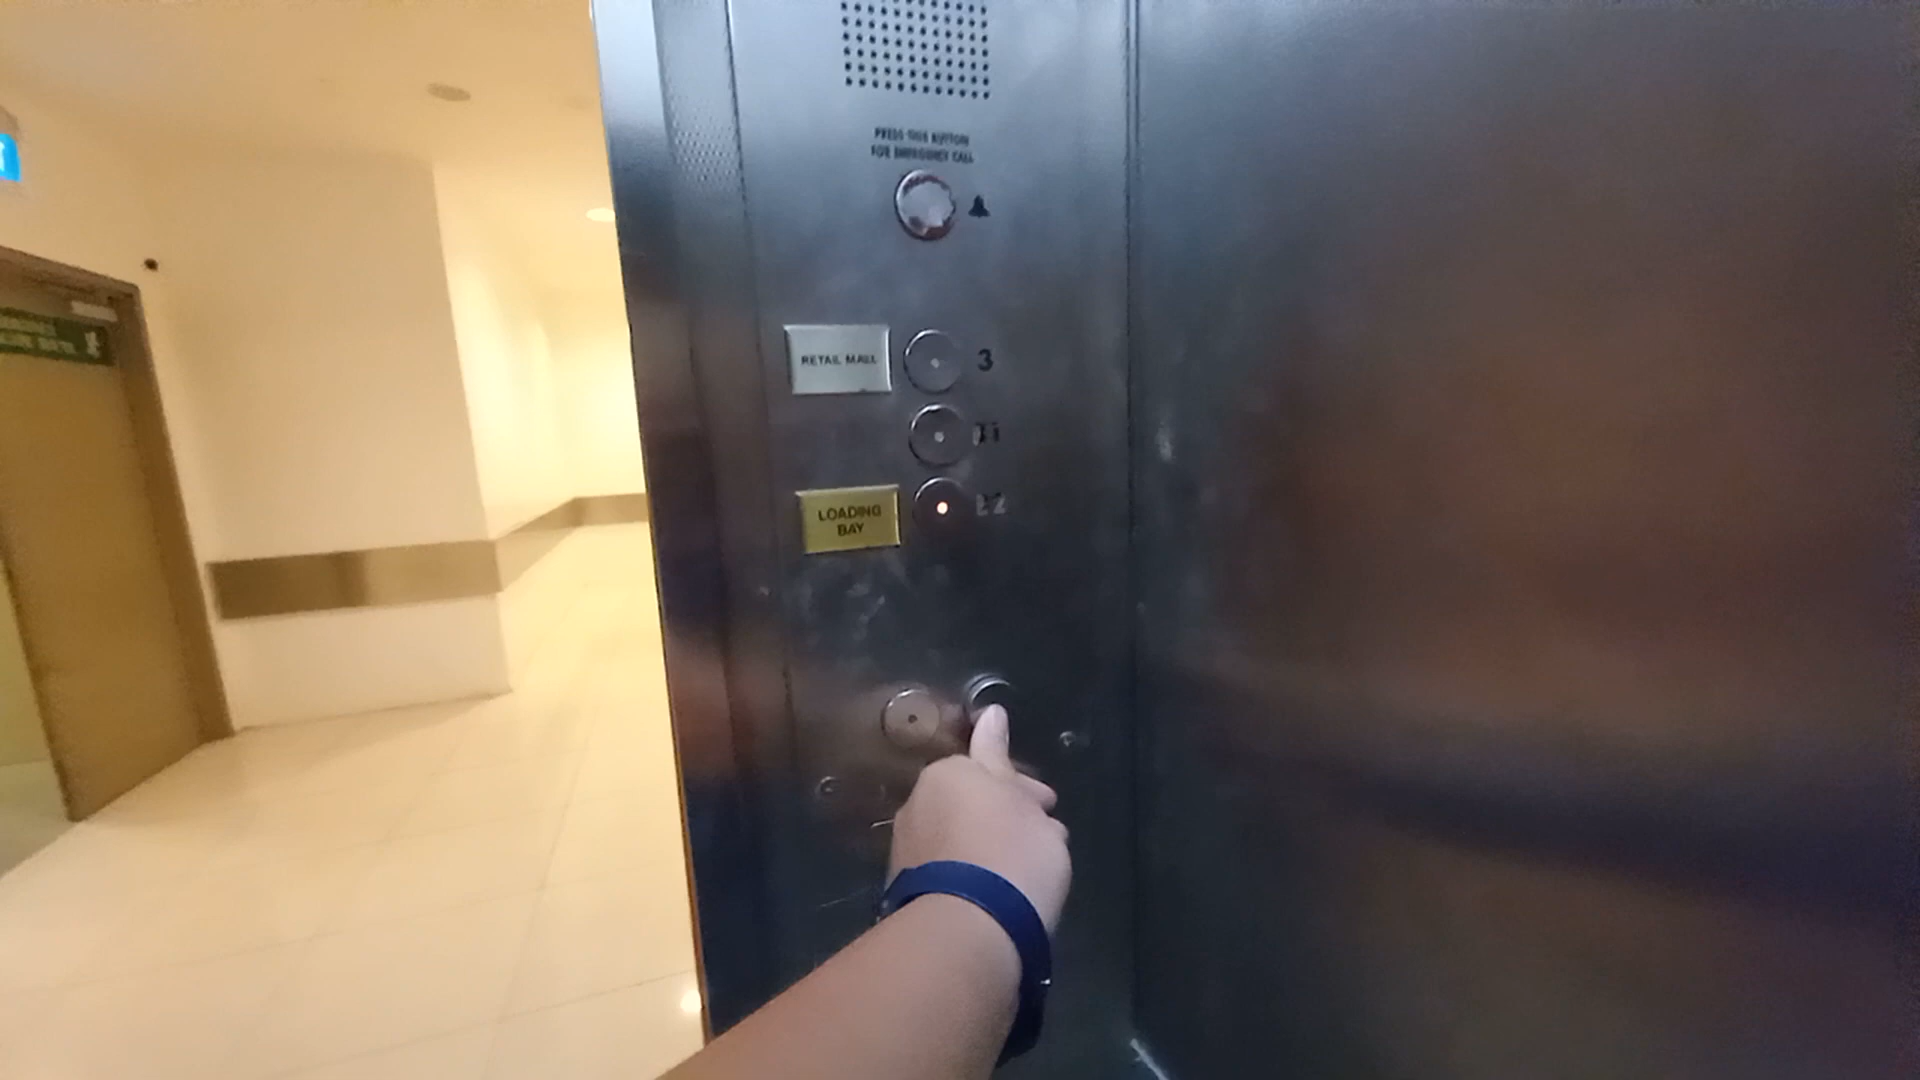 PRESS THIS BUTTON
FOR EMERGENCY CALL
RETAIL MALL
3
LOADING
BAY